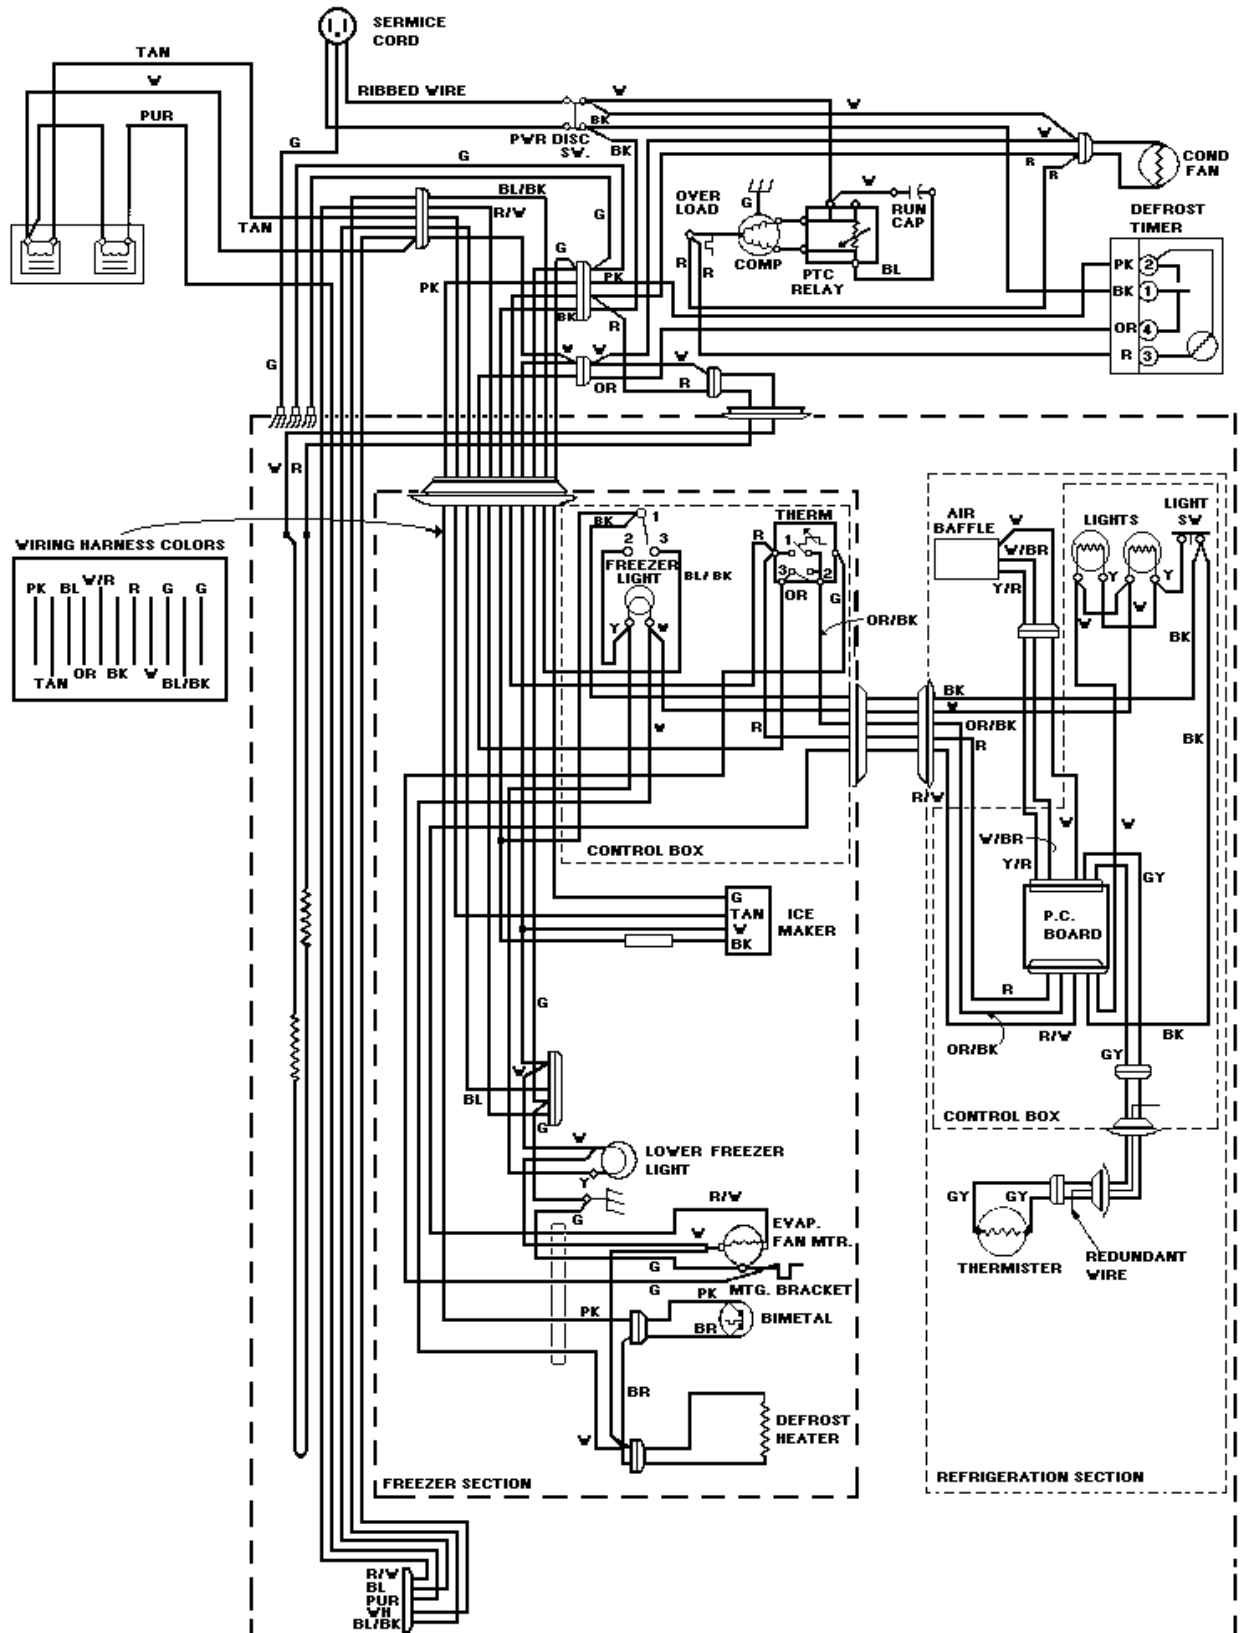 SERMICE
CORD
TAN
W
PUR
RIBBED WIRE
W
W
BK
PWR DISC
SW.
BK
W
G
G
R
R
COND
FAN
BL/BK
R/W
TAN
G
OVER
LOAD
G
W
RUN
CAP
DEFROST
TIMER
G
PK
PK
R
R
COMP
PTC
RELAY
BL
PK 2
BK 1
OR 4
R 3
BK
R
W
W
W
OR
R
G
W R
WIRING HARNESS COLORS
PK BL W/R R G G
TAN OR BK W BL/BK
BK
1
2 3
FREEZER
LIGHT
BL/BK
Y W
THERM
R
1
3 2
OR
G
OR/BK
AIR
BAFFLE
W
W/BR
Y/R
LIGHTS
LIGHT
SW
Y
Y
W
W
BK
BK
W
OR/BK
R
R
W
BK
R/W
CONTROL BOX
W/BR
W
W
Y/R
GY
G
TAN
W
BK
ICE
MAKER
P.C.
BOARD
G
R
OR/BK
R/W
BK
GY
W
BL
G
CONTROL BOX
W
Y
LOWER FREEZER
LIGHT
G
R/W
W
EVAP.
FAN MTR.
G
G
MTG. BRACKET
GY
GY
THERMISTER
REDUNDANT
WIRE
PK
PK
BR
BIMETAL
BR
W
DEFROST
HEATER
FREEZER SECTION
REFRIGERATION SECTION
R/W
BL
PUR
WH
BL/BK